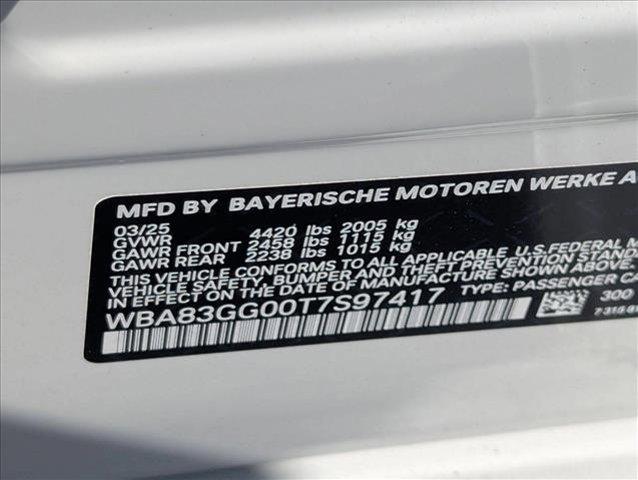 MFD BY BAYERISCHE MOTOREN WERKE A
03/25
GVWR 4420 lbs 2005 kg
GAWR FRONT 2458 lbs 1115 kg
GAWR REAR 2238 lbs 1015 kg
THIS VEHICLE CONFORMS TO ALL APPLICABLE U.S. FEDERAL M
VEHICLE SAFETY, BUMPER, AND THEFT PREVENTION STANDAR
IN EFFECT ON THE DATE OF MANUFACTURE SHOWN ABOVE.
WBA83GG00T7S97417 TYPE: PASSENGER CA
300